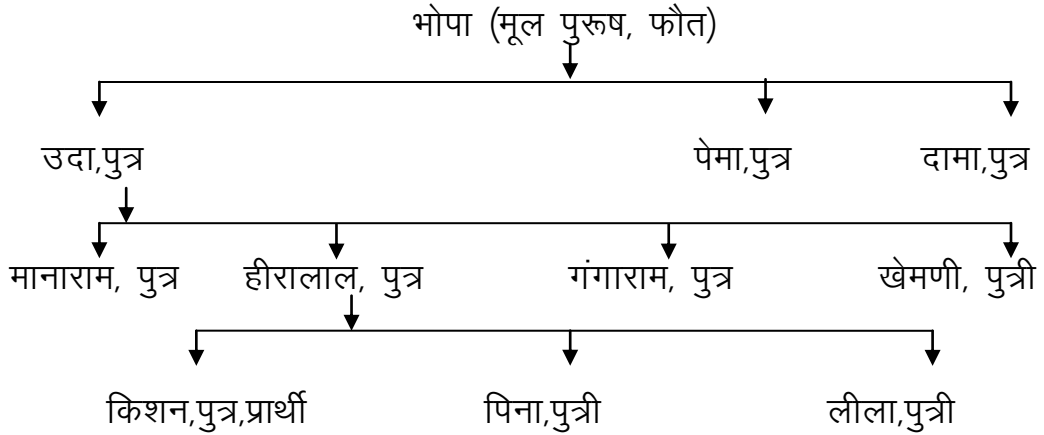 भोपा (मूल पुरूष, फौत)
उदा,पुत्र पेमा,पुत्र दामा,पुत्र
मानाराम, पुत्र हीरालाल, पुत्र गंगाराम, पुत्र खेमणी, पुत्री
किशन,पुत्र,प्रार्थी पिना,पुत्री लीला,पुत्री